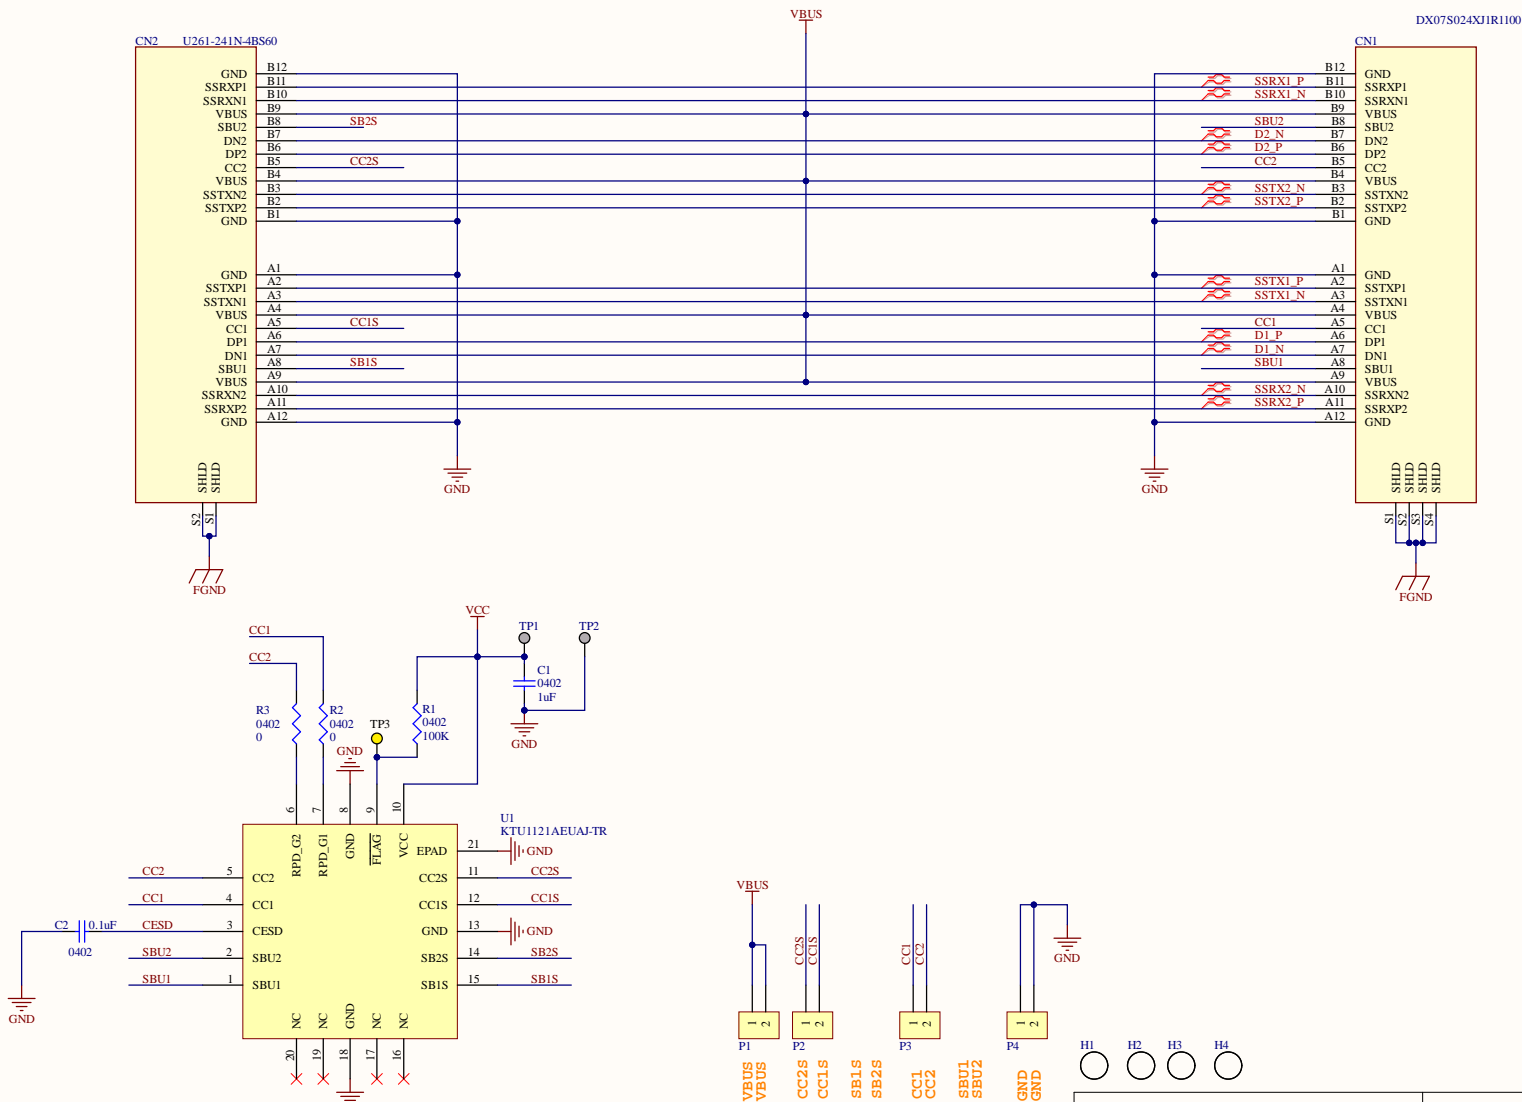 VBUS
DX07S024XJ1R1100
CN2 U261-241N-4BS60
CN1
GND B12
SSRXP1 B11
SSRXN1 B10
VBUS B9
SBU2 B8 SB2S
DN2 B7
DP2 B6
CC2 B5 CC2S
VBUS B4
SSTXN2 B3
SSTXP2 B2
GND B1
GND A1
SSTXP1 A2
SSTXN1 A3
VBUS A4
CC1 A5 CC1S
DP1 A6
DN1 A7
SBU1 A8 SB1S
VBUS A9
SSRXN2 A10
SSRXP2 A11
GND A12
SHLD SHLD
S2 S1
FGND
GND
B12 GND
SSRX1_P B11 SSRXP1
SSRX1_N B10 SSRXN1
B9 VBUS
SBU2 B8 SBU2
D2_N B7 DN2
D2_P B6 DP2
CC2 B5 CC2
B4 VBUS
SSTX2_N B3 SSTXN2
SSTX2_P B2 SSTXP2
B1 GND
A1 GND
SSTX1_P A2 SSTXP1
SSTX1_N A3 SSTXN1
A4 VBUS
CC1 A5 CC1
D1_P A6 DP1
D1_N A7 DN1
SBU1 A8 SBU1
A9 VBUS
SSRX2_N A10 SSRXN2
SSRX2_P A11 SSRXP2
A12 GND
GND
SHLD SHLD SHLD SHLD
S1 S2 S3 S4
FGND
CC1
CC2
VCC
TP1
TP2
C1
0402
1uF
GND
R3
0402
0
R2
0402
0
TP3
R1
0402
100K
GND
6 7 8 9 10
RPD_G2 RPD_G1 GND FLAG VCC
U1
KTU1121AEUAJ-TR
EPAD 21 GND
CC2 5 CC2
CC2S 11 CC2S
CC1 4 CC1
CC1S 12 CC1S
C2 0.1uF
0402
CESD 3 CESD
GND 13 GND
SBU2 2 SBU2
SB2S 14 SB2S
SBU1 1 SBU1
SB1S 15 SB1S
GND
NC NC GND NC NC
20 19 18 17 16
VBUS
1 2
P1
VBUS
VBUS
CC2S
CC1S
1 2
P2
CC2S
CC1S
SB1S
SB2S
CC1
CC2
1 2
P3
CC1
CC2
SBU1
SBU2
GND
1 2
P4
GND
GND
H1 H2 H3 H4